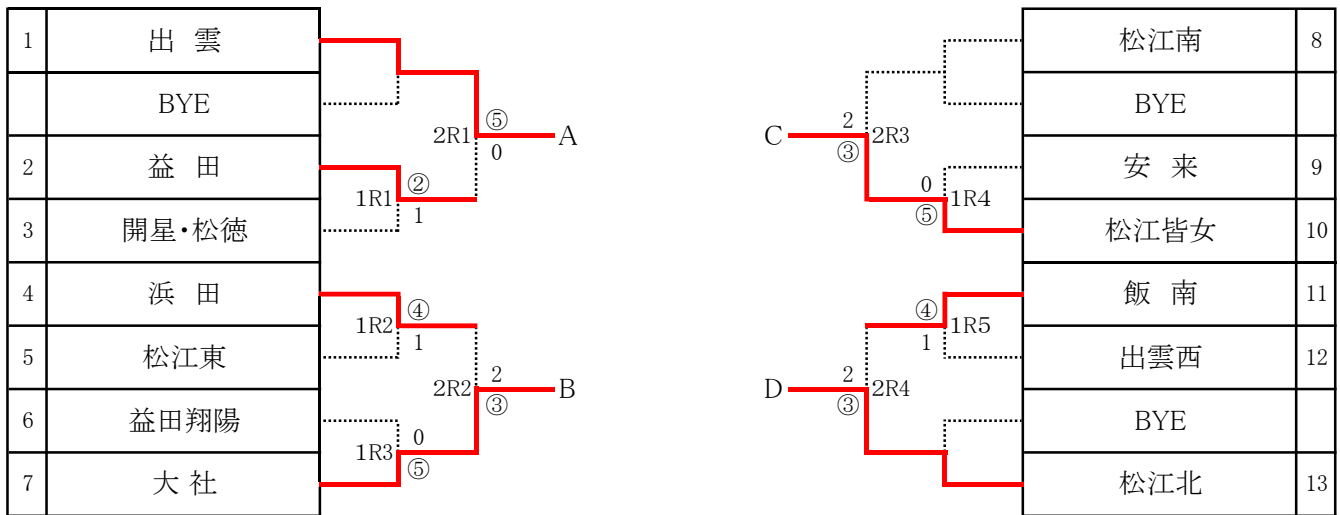 1 出 雲
BYE
2 益 田
3 開星・松徳
4 浜 田
5 松江東
6 益田翔陽
7 大 社
1R1
②
1
1R2
④
1
1R3
0
⑤
2R1
⑤
0
A
2R2
2
③
B
C
2
③
2R3
0
⑤
1R4
④
1
1R5
D
2
③
2R4
松江南 8
BYE
安 来 9
松江皆女 10
飯 南 11
出雲西 12
BYE
松江北 13